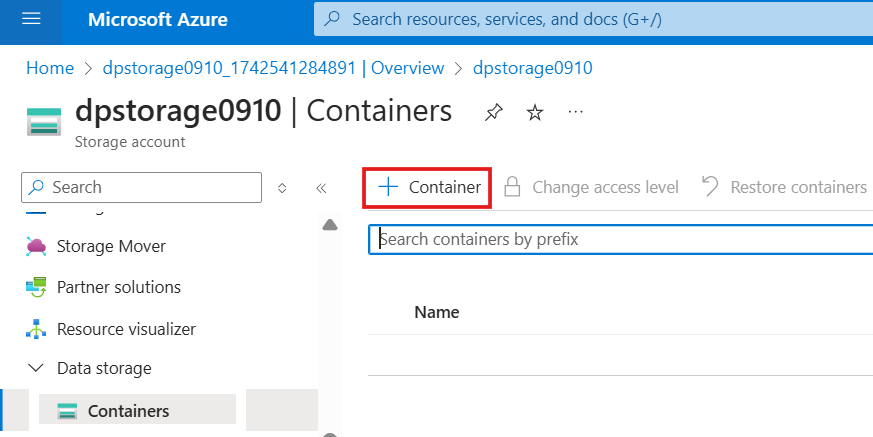 Microsoft Azure
Search resources, services, and docs (G+/)
Home > dpstorage0910_1742541284891 | Overview > dpstorage0910
dpstorage0910 | Containers
Storage account
Search
Container
Change access level
Restore containers
Search containers by prefix
Storage Mover
Partner solutions
Resource visualizer
Data storage
Containers
Name